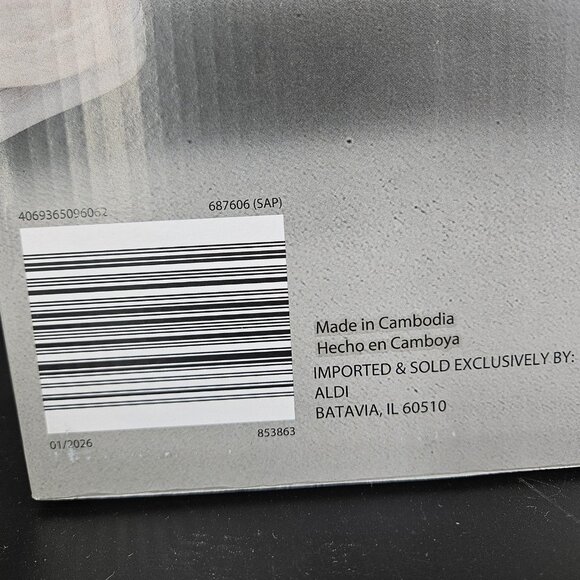 4069365096062 687606 (SAP)
Made in Cambodia
Hecho en Camboya
IMPORTED & SOLD EXCLUSIVELY BY:
ALDI
BATAVIA, IL 60510
01/2026 853863